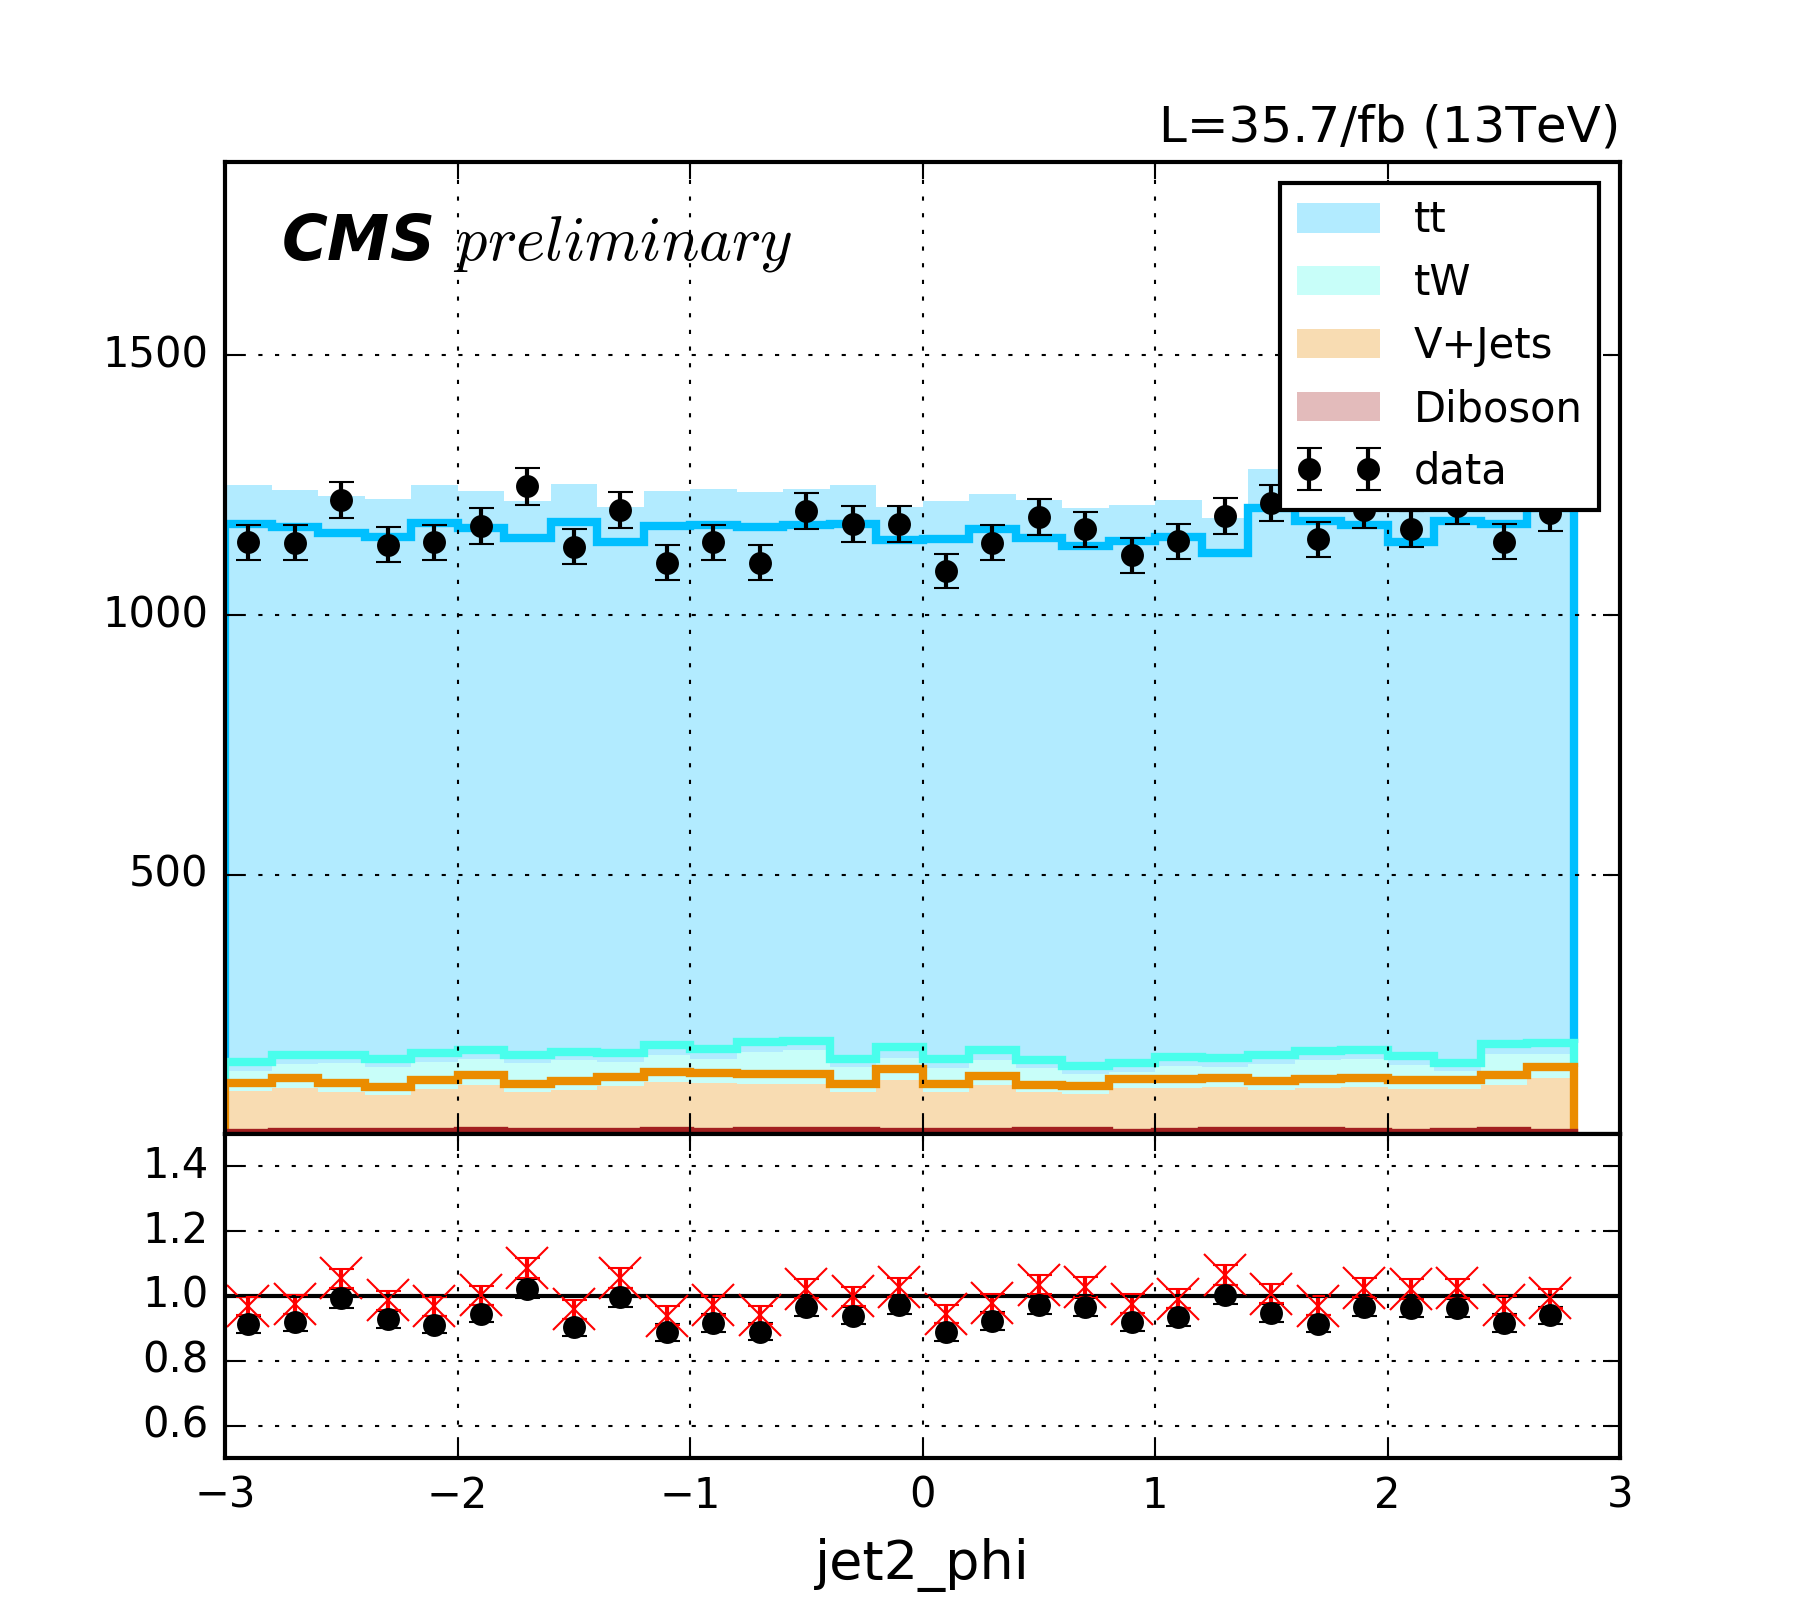 L=35.7/fb (13TeV)
CMS preliminary
tt
tW
V+Jets
Diboson
data
1500
1000
500
1.4
1.2
1.0
0.8
0.6
−3 −2 −1 0 1 2 3
jet2_phi